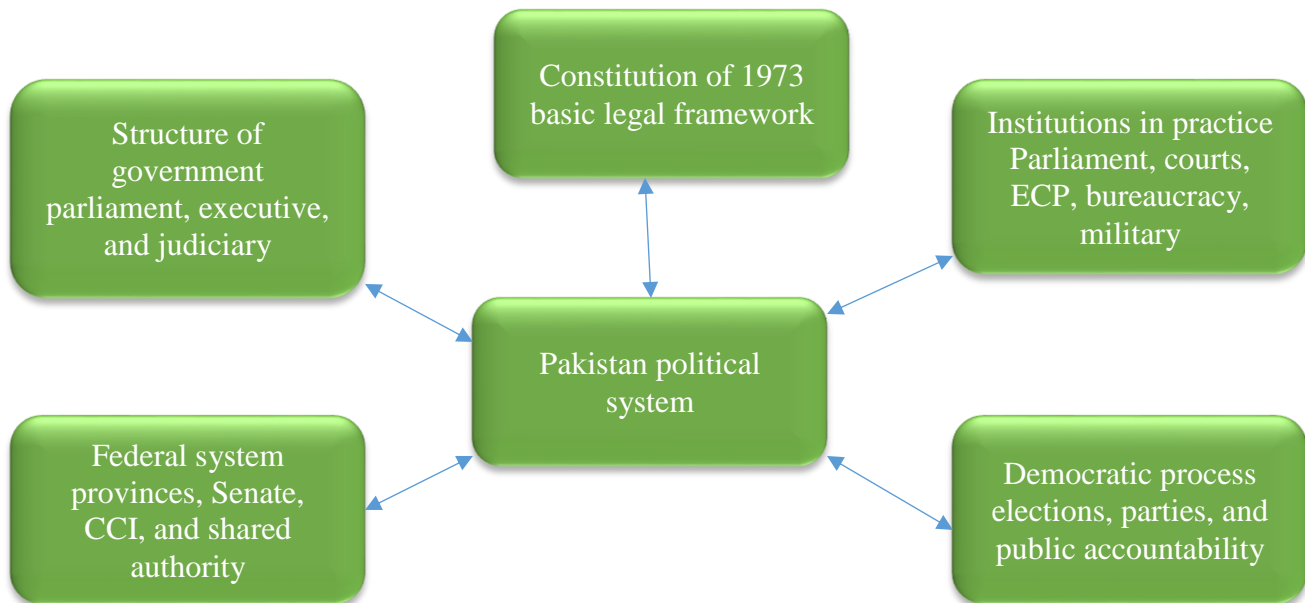 Constitution of 1973
basic legal framework
Structure of
government
parliament, executive,
and judiciary
Institutions in practice
Parliament, courts,
ECP, bureaucracy,
military
Pakistan political
system
Federal system
provinces, Senate,
CCI, and shared
authority
Democratic process
elections, parties, and
public accountability